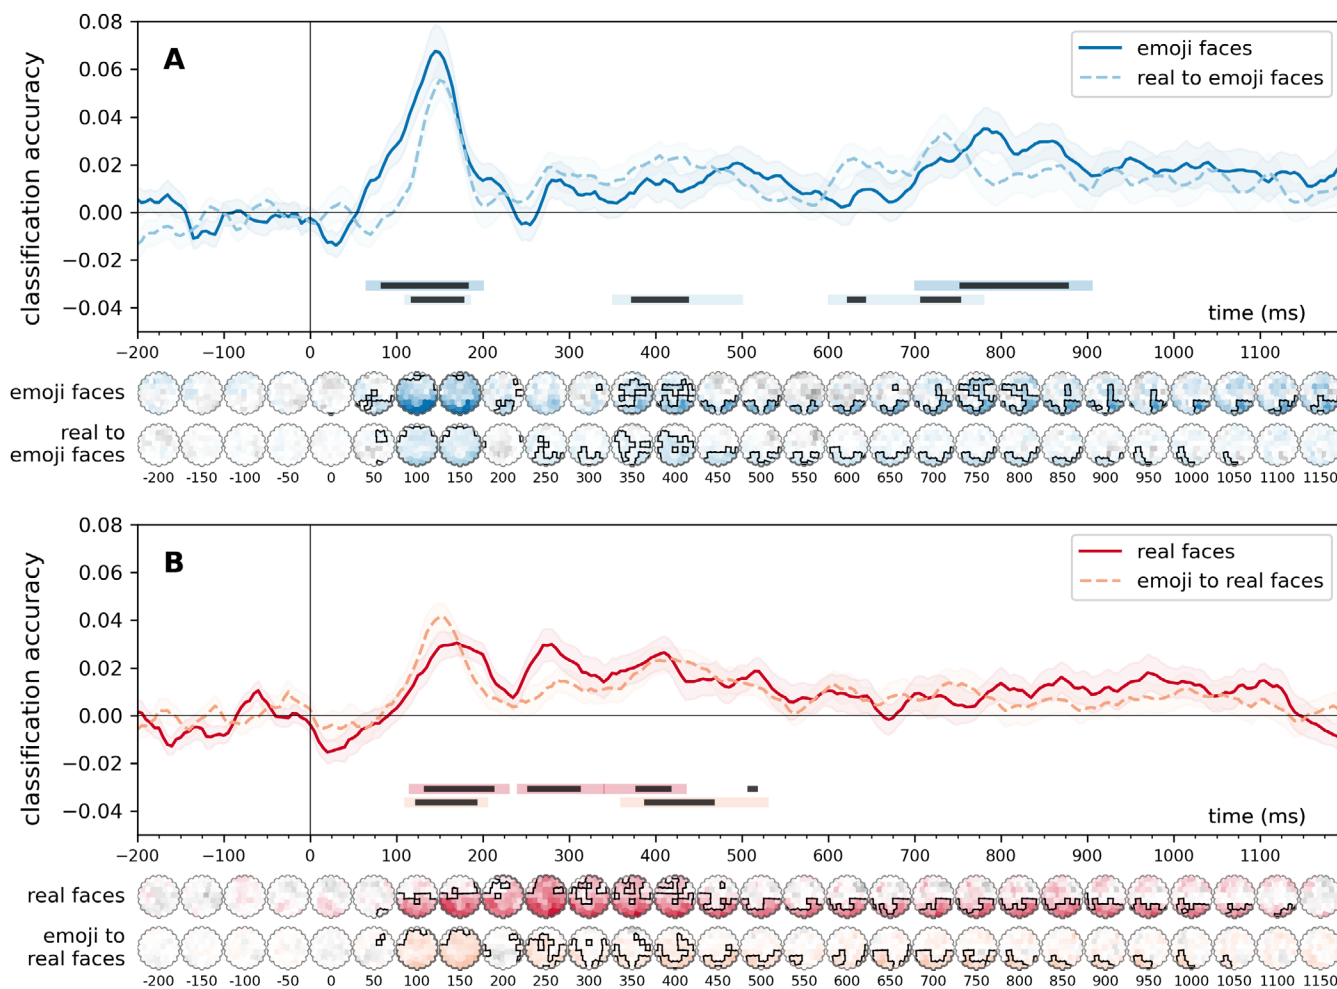 0.08
A
emoji faces
real to emoji faces
0.06
0.04
0.02
0.00
−0.02
−0.04
classification accuracy
time (ms)
−200 −100 0 100 200 300 400 500 600 700 800 900 1000 1100
emoji faces
real to
emoji faces
-200 -150 -100 -50 0 50 100 150 200 250 300 350 400 450 500 550 600 650 700 750 800 850 900 950 1000 1050 1100 1150
0.08
B
real faces
emoji to real faces
0.06
0.04
0.02
0.00
−0.02
−0.04
classification accuracy
time (ms)
−200 −100 0 100 200 300 400 500 600 700 800 900 1000 1100
real faces
emoji to
real faces
-200 -150 -100 -50 0 50 100 150 200 250 300 350 400 450 500 550 600 650 700 750 800 850 900 950 1000 1050 1100 1150